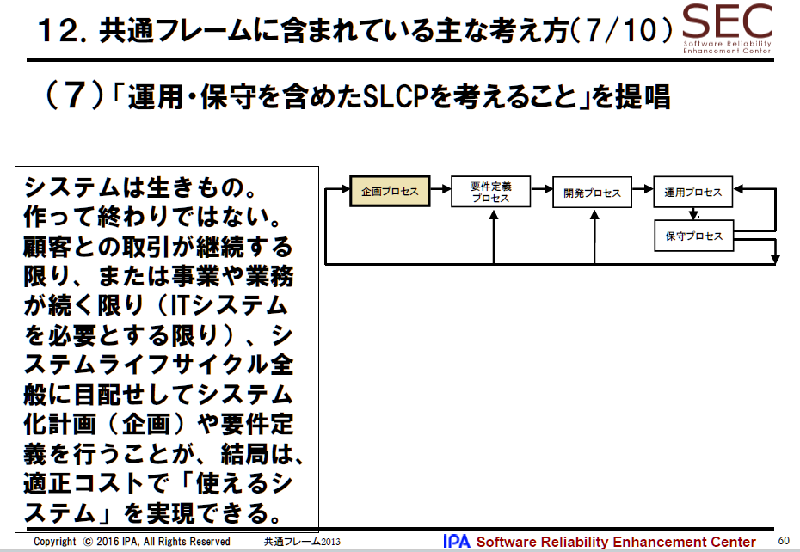 12．共通フレームに含まれている主な考え方(7/10)
SEC
Software Reliability
Enhancement Center
(7)「運用・保守を含めたSLCPを考えること」を提唱
システムは生きもの。
作って終わりではない。
顧客との取引が継続する
限り、または事業や業務
が続く限り（ITシステム
を必要とする限り）、シ
ステムライフサイクル全
般に目配せしてシステム
化計画（企画）や要件定
義を行うことが、結局は、
適正コストで「使えるシ
ステム」を実現できる。
企画プロセス
要件定義
プロセス
開発プロセス
運用プロセス
保守プロセス
Copyright © 2016 IPA, All Rights Reserved
共通フレーム2013
IPA Software Reliability Enhancement Center
60